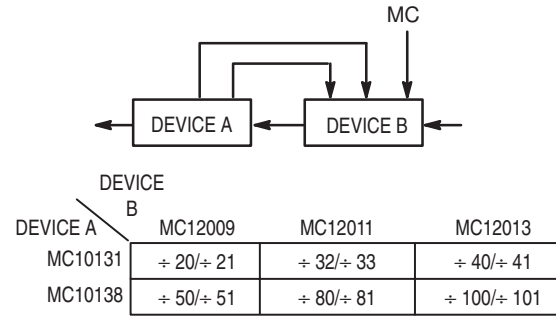 MC
DEVICE A DEVICE B
DEVICE
B
DEVICE A MC12009 MC12011 MC12013
MC10131 ÷ 20/÷ 21 ÷ 32/÷ 33 ÷ 40/÷ 41
MC10138 ÷ 50/÷ 51 ÷ 80/÷ 81 ÷ 100/÷ 101